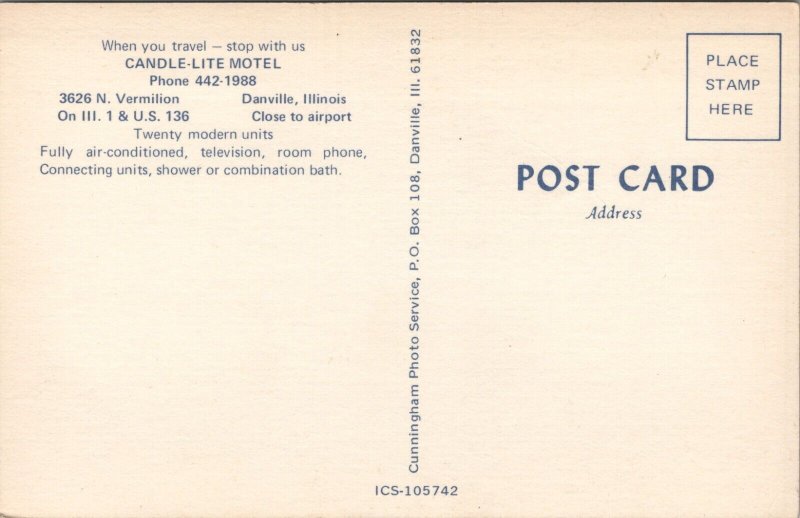 When you travel — stop with us
CANDLE-LITE MOTEL
Phone 442-1988
3626 N. Vermilion Danville, Illinois
On Ill. 1 & U.S. 136 Close to airport
Twenty modern units
Fully air-conditioned, television, room phone,
Connecting units, shower or combination bath.
Cunningham Photo Service, P.O. Box 108, Danville, Ill. 61832
ICS-105742
PLACE
STAMP
HERE
POST CARD
Address